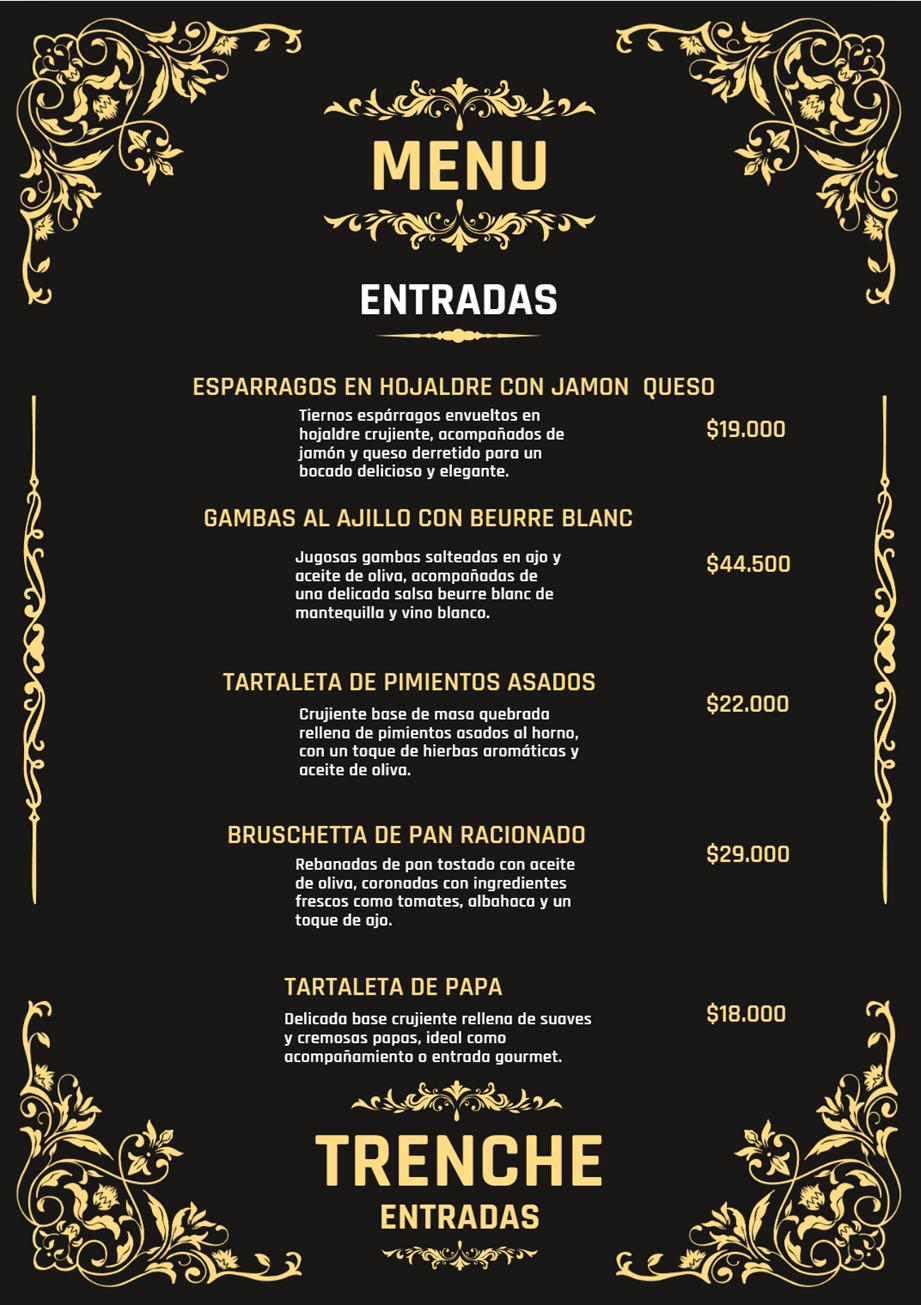 MENU
ENTRADAS
ESPARRAGOS EN HOJALDRE CON JAMON QUESO
Tiernos espárragos envueltos en
hojaldre crujiente, acompañados de
jamón y queso derretido para un
bocado delicioso y elegante.
$19.000
GAMBAS AL AJILLO CON BEURRE BLANC
Jugosas gambas salteadas en ajo y
aceite de oliva, acompañadas de
una delicada salsa beurre blanc de
mantequilla y vino blanco.
$44.500
TARTALETA DE PIMIENTOS ASADOS
Crujiente base de masa quebrada
rellena de pimientos asados al horno,
con un toque de hierbas aromáticas y
aceite de oliva.
$22.000
BRUSCHETTA DE PAN RACIONADO
Rebanadas de pan tostado con aceite
de oliva, coronadas con ingredientes
frescos como tomates, albahaca y un
toque de ajo.
$29.000
TARTALETA DE PAPA
Delicada base crujiente rellena de suaves
y cremosas papas, ideal como
acompañamiento o entrada gourmet.
$18.000
TRENCHE
ENTRADAS